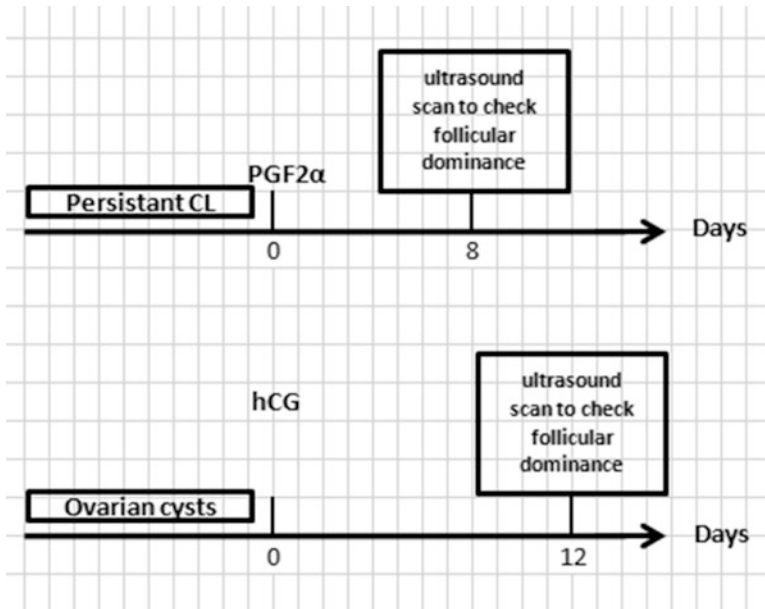 ultrasound
scan to check
follicular
dominance
PGF2α
Persistant CL
Days
0
8
ultrasound
scan to check
follicular
dominance
hCG
Ovarian cysts
Days
0
12